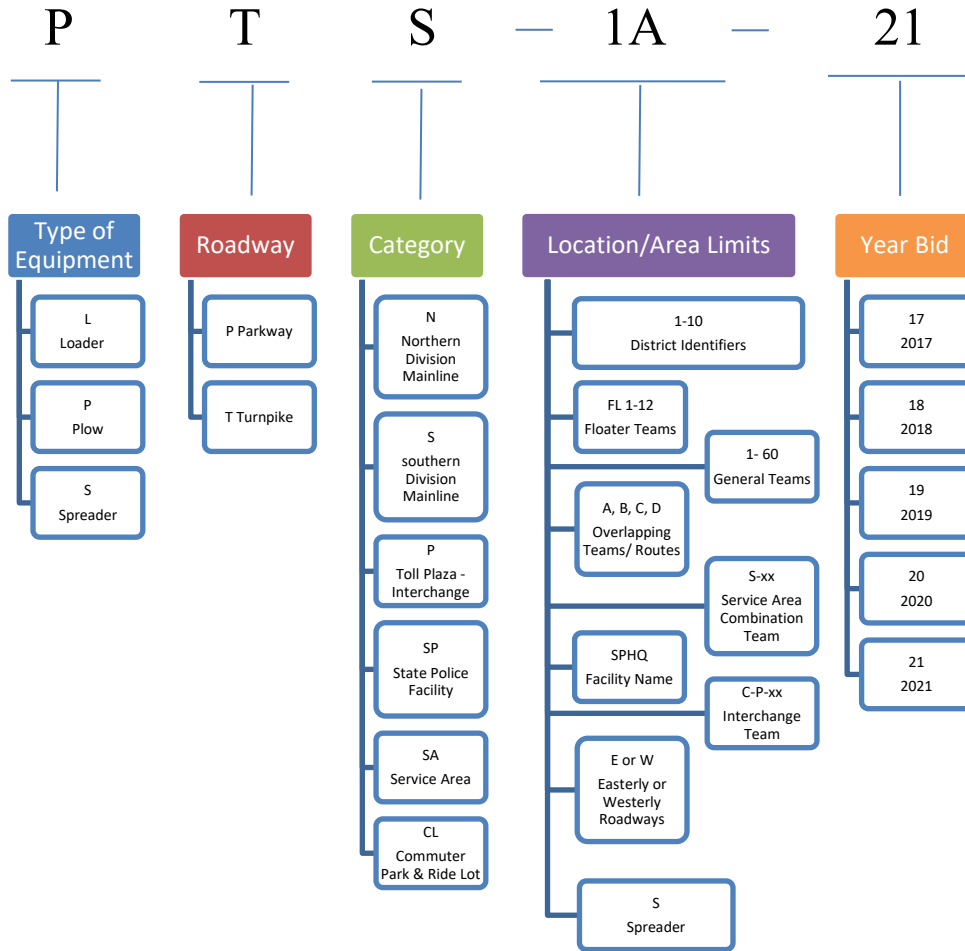 P T S – 1A – 21
Type of
Equipment
L
Loader
P
Plow
S
Spreader
Roadway
P Parkway
T Turnpike
Category
N
Northern
Division
Mainline
S
southern
Division
Mainline
P
Toll Plaza -
Interchange
SP
State Police
Facility
SA
Service Area
CL
Commuter
Park & Ride Lot
Location/Area Limits
1-10
District Identifiers
FL 1-12
Floater Teams
1- 60
General Teams
A, B, C, D
Overlapping
Teams/ Routes
S-xx
Service Area
Combination
Team
SPHQ
Facility Name
C-P-xx
Interchange
Team
E or W
Easterly or
Westerly
Roadways
S
Spreader
Year Bid
17
2017
18
2018
19
2019
20
2020
21
2021